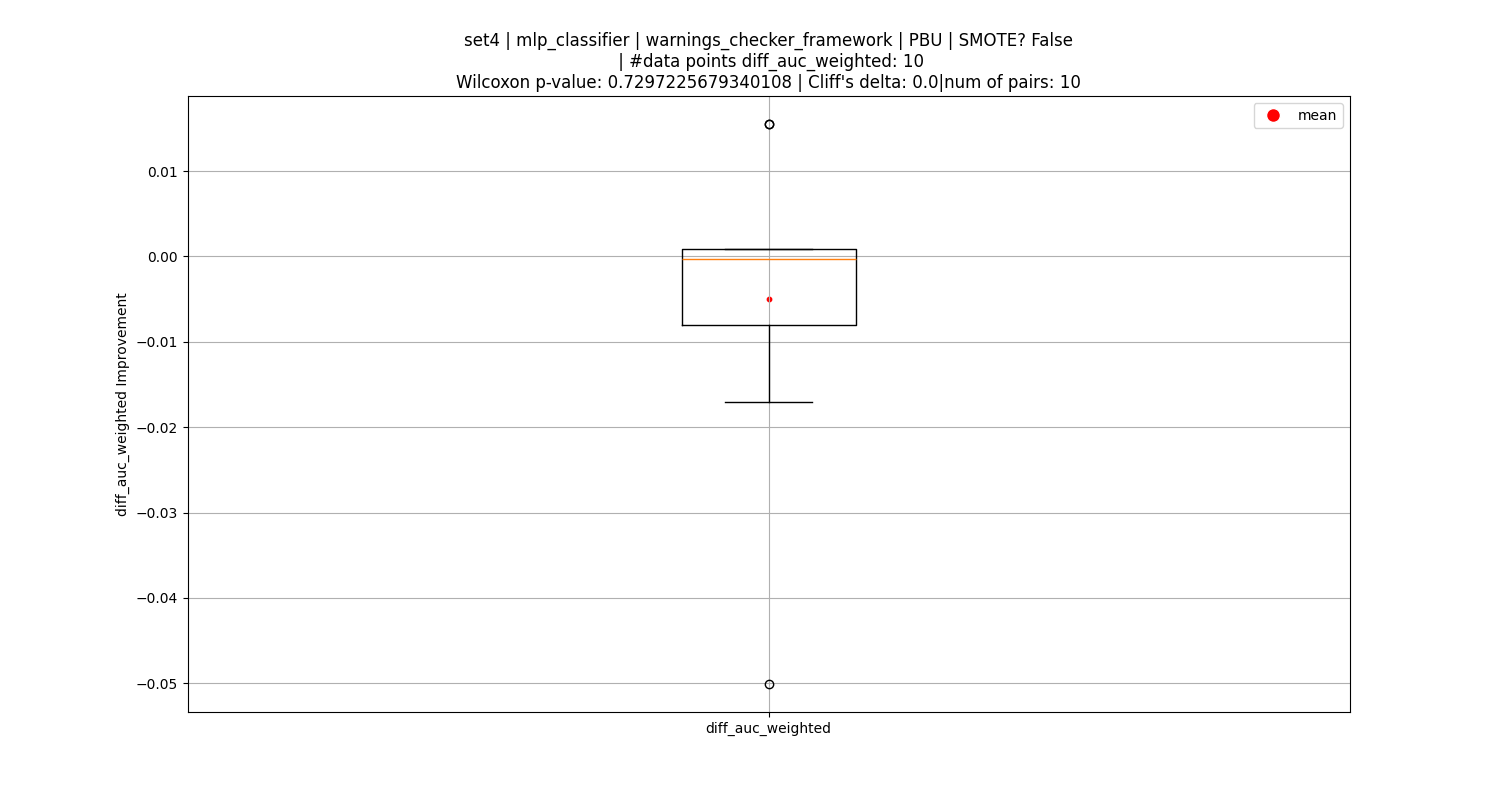 set4 | mlp_classifier | warnings_checker_framework | PBU | SMOTE? False
| #data points diff_auc_weighted: 10
Wilcoxon p-value: 0.7297225679340108 | Cliff's delta: 0.0|num of pairs: 10
mean
0.01
0.00
−0.01
−0.02
−0.03
−0.04
−0.05
diff_auc_weighted Improvement
diff_auc_weighted